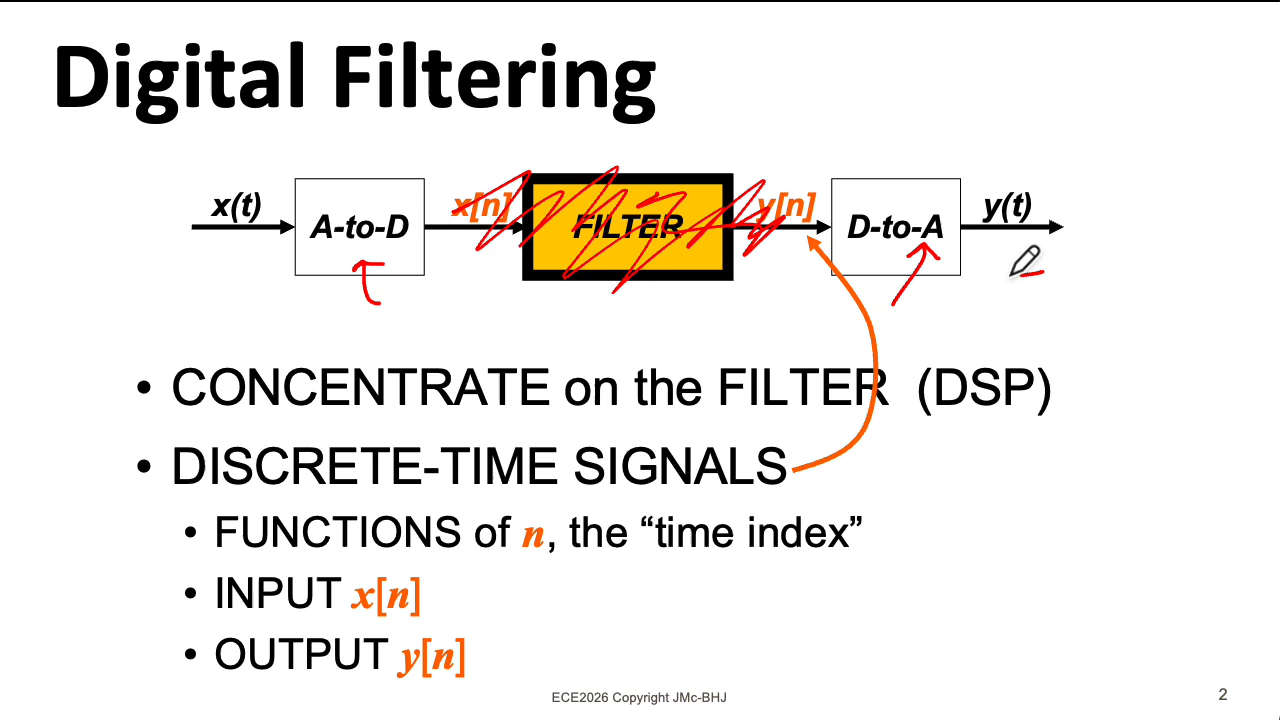 Digital Filtering
x(t) A-to-D x[n] FILTER y[n] D-to-A y(t)
• CONCENTRATE on the FILTER (DSP)
• DISCRETE-TIME SIGNALS
• FUNCTIONS of n, the “time index”
• INPUT x[n]
• OUTPUT y[n]
ECE2026 Copyright JMc-BHJ
2